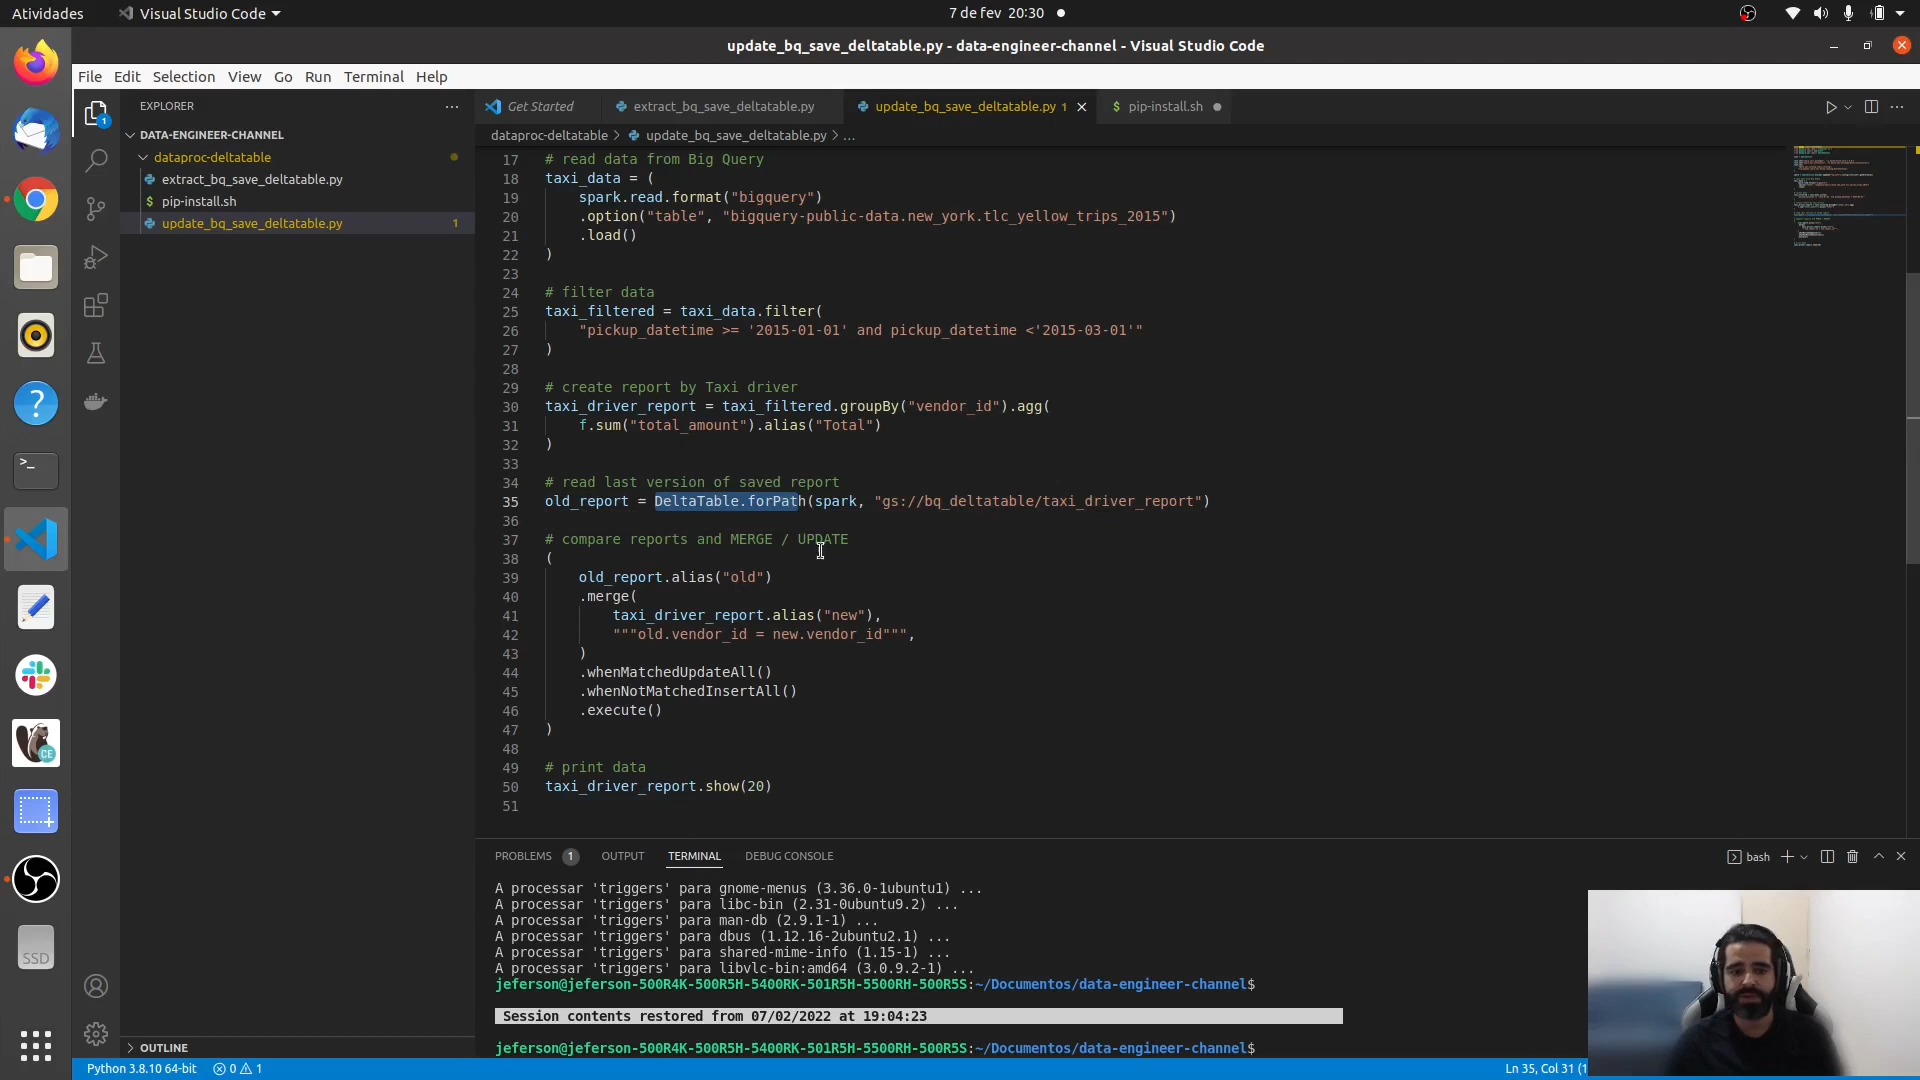 Atividades
Visual Studio Code
7 de fev 20:30
update_bq_save_deltatable.py - data-engineer-channel - Visual Studio Code
File Edit Selection View Go Run Terminal Help
EXPLORER
Get Started
extract_bq_save_deltatable.py
update_bq_save_deltatable.py 1
pip-install.sh
DATA-ENGINEER-CHANNEL
dataproc-deltatable > update_bq_save_deltatable.py > ...
dataproc-deltatable
extract_bq_save_deltatable.py
$ pip-install.sh
update_bq_save_deltatable.py 1
1
17 # read data from Big Query
18 taxi_data = (
19 spark.read.format("bigquery")
20 .option("table", "bigquery-public-data.new_york.tlc_yellow_trips_2015")
21 .load()
22 )
23
24 # filter data
25 taxi_filtered = taxi_data.filter(
26 "pickup_datetime >= '2015-01-01' and pickup_datetime <'2015-03-01'"
27 )
28
29 # create report by Taxi driver
30 taxi_driver_report = taxi_filtered.groupBy("vendor_id").agg(
31 f.sum("total_amount").alias("Total")
32 )
33
34 # read last version of saved report
35 old_report = DeltaTable.forPath(spark, "gs://bq_deltatable/taxi_driver_report")
36
37 # compare reports and MERGE / UPDATE
38 (
39 old_report.alias("old")
40 .merge(
41 taxi_driver_report.alias("new"),
42 """old.vendor_id = new.vendor_id""",
43 )
44 .whenMatchedUpdateAll()
45 .whenNotMatchedInsertAll()
46 .execute()
47 )
48
49 # print data
50 taxi_driver_report.show(20)
51
PROBLEMS 1 OUTPUT TERMINAL DEBUG CONSOLE
bash
A processar 'triggers' para gnome-menus (3.36.0-1ubuntu1) ...
A processar 'triggers' para libc-bin (2.31-0ubuntu9.2) ...
A processar 'triggers' para man-db (2.9.1-1) ...
A processar 'triggers' para dbus (1.12.16-2ubuntu2.1) ...
A processar 'triggers' para shared-mime-info (1.15-1) ...
A processar 'triggers' para libvlc-bin:amd64 (3.0.9.2-1) ...
jeferson@jeferson-500R4K-500R5H-5400RK-501R5H-5500RH-500R5S:~/Documentos/data-engineer-channel$
Session contents restored from 07/02/2022 at 19:04:23
jeferson@jeferson-500R4K-500R5H-5400RK-501R5H-5500RH-500R5S:~/Documentos/data-engineer-channel$
SSD
CE
OUTLINE
Python 3.8.10 64-bit
0 1
Ln 35, Col 31 (1